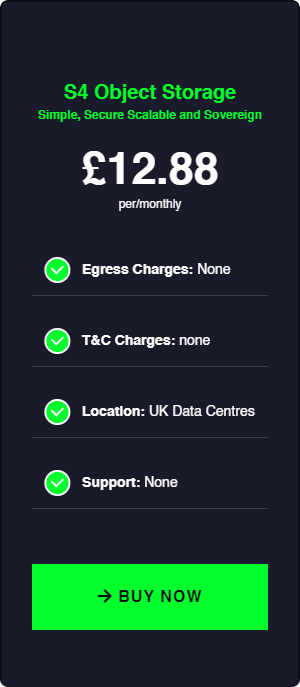 S4 Object Storage
Simple, Secure Scalable and Sovereign
£12.88
per/monthly
Egress Charges: None
T&C Charges: none
Location: UK Data Centres
Support: None
→ BUY NOW